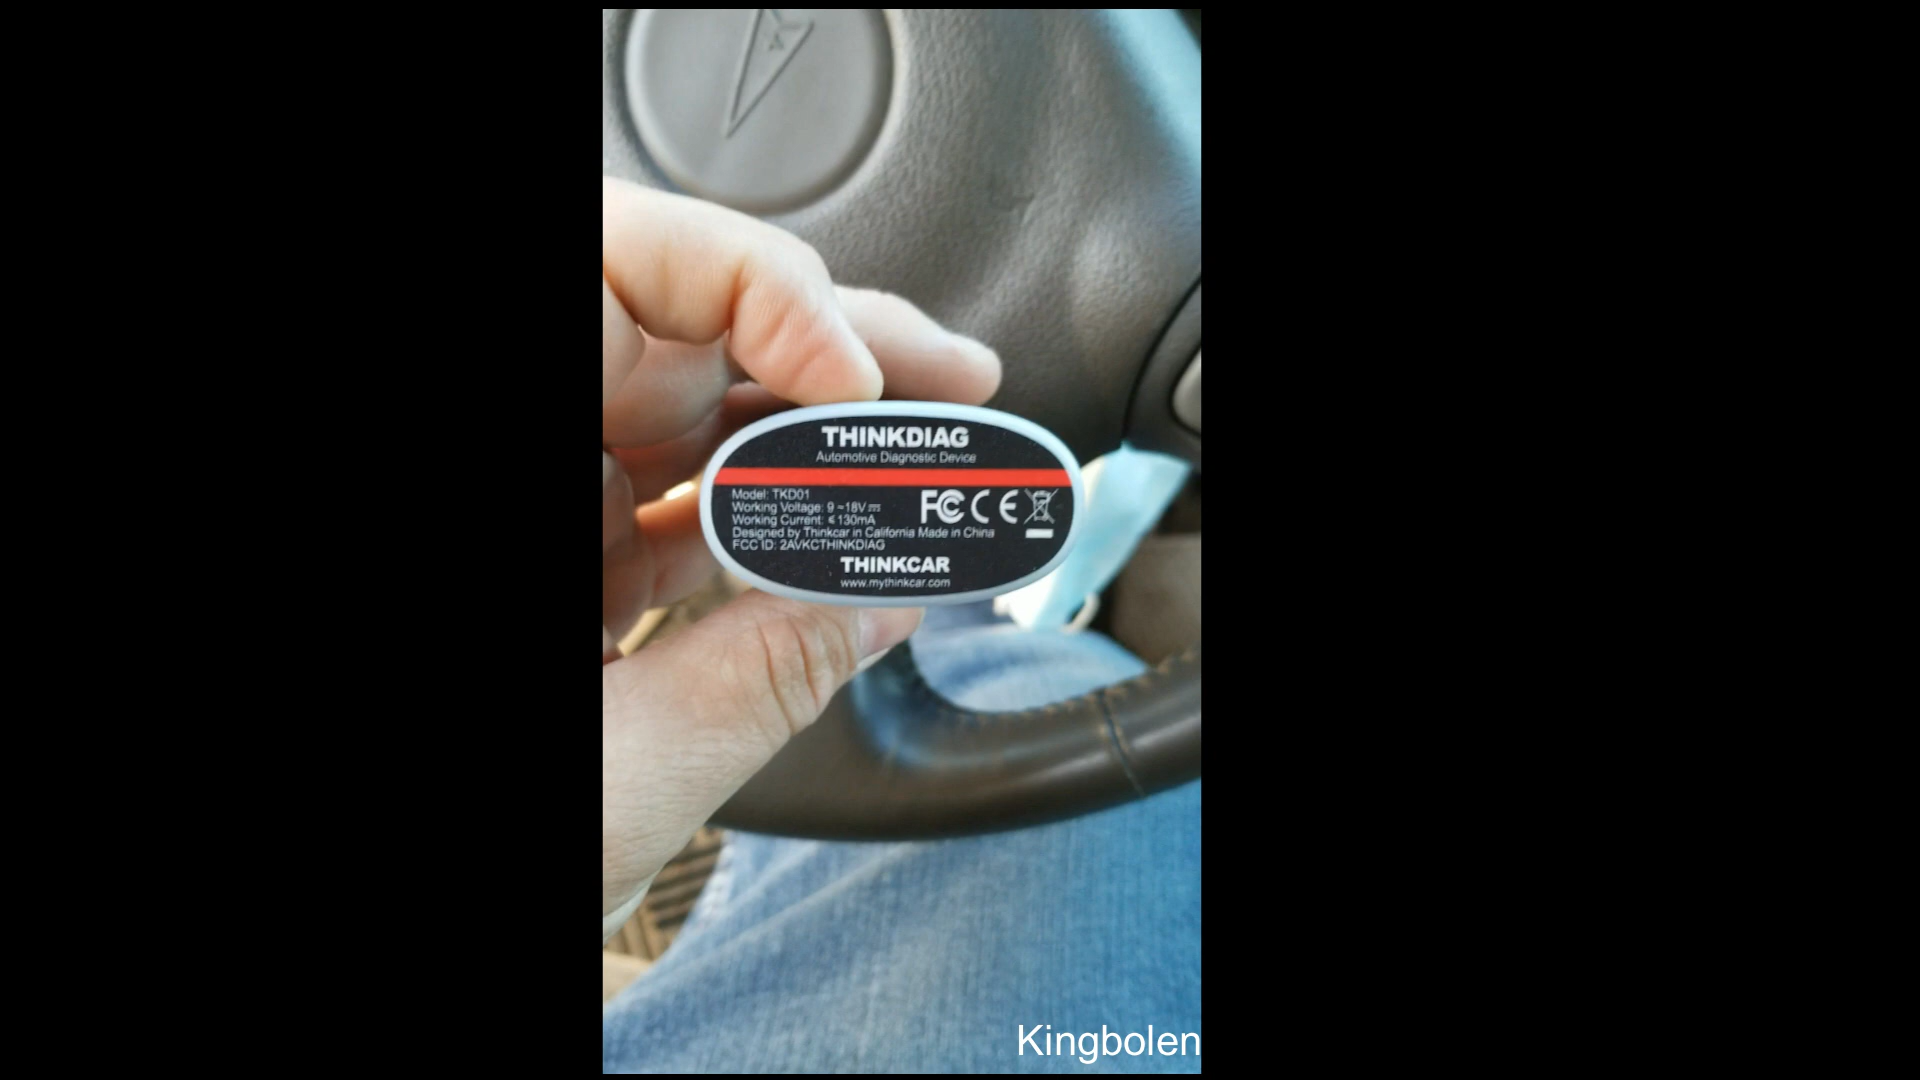 THINKDIAG
Automotive Diagnostic Device
Model: TKD01
Working Voltage: 9 ~18V⎓
Working Current: ≤130mA
Designed by Thinkcar in California Made in China
FCC ID: 2AVKCTHINKDIAG
FC CE
THINKCAR
www.mythinkcar.com
Kingbolen